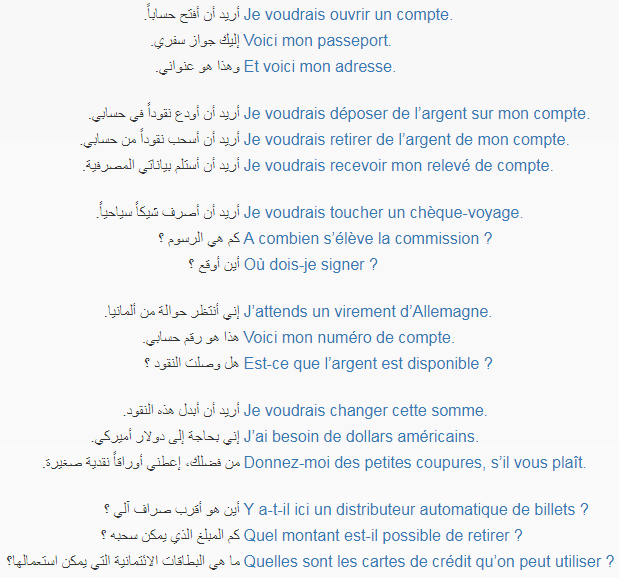 أريد أن أفتح حساباً. Je voudrais ouvrir un compte.
إليك جواز سفري. Voici mon passeport.
وهذا هو عنواني. Et voici mon adresse.
أريد أن أودع نقوداً في حسابي. Je voudrais déposer de l’argent sur mon compte.
أريد أن أسحب نقوداً من حسابي. Je voudrais retirer de l’argent de mon compte.
أريد أن أستلم بياناتي المصرفية. Je voudrais recevoir mon relevé de compte.
أريد أن أصرف شيكاً سياحياً. Je voudrais toucher un chèque-voyage.
كم هي الرسوم ؟ A combien s’élève la commission ?
أين أوقع ؟ Où dois-je signer ?
إني أنتظر حوالة من ألمانيا. J’attends un virement d’Allemagne.
هذا هو رقم حسابي. Voici mon numéro de compte.
هل وصلت النقود ؟ Est-ce que l’argent est disponible ?
أريد أن أبدل هذه النقود. Je voudrais changer cette somme.
إني بحاجة إلى دولار أميركي. J’ai besoin de dollars américains.
من فضلك، إعطني أوراقاً نقدية صغيرة. Donnez-moi des petites coupures, s’il vous plaît.
أين هو أقرب صراف آلي ؟ Y a-t-il ici un distributeur automatique de billets ?
كم المبلغ الذي يمكن سحبه ؟ Quel montant est-il possible de retirer ?
ما هي البطاقات الائتمانية التي يمكن استعمالها؟ Quelles sont les cartes de crédit qu’on peut utiliser ?